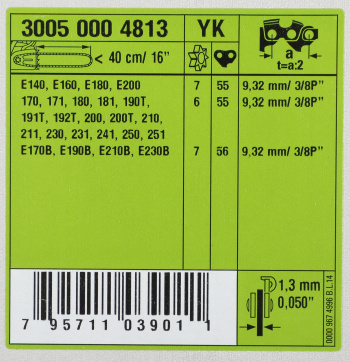 3005 000 4813 YK
< 40 cm/ 16"
a
t=a:2
E140, E160, E180, E200 7 55 9,32 mm/ 3/8P"
170, 171, 180, 181, 190T, 6 55 9,32 mm/ 3/8P"
191T, 192T, 200, 200T, 210,
211, 230, 231, 241, 250, 251
E170B, E190B, E210B, E230B 7 56 9,32 mm/ 3/8P"
1,3 mm
0,050"
0000 967 4996 B.L.14
7 95711 03901 1